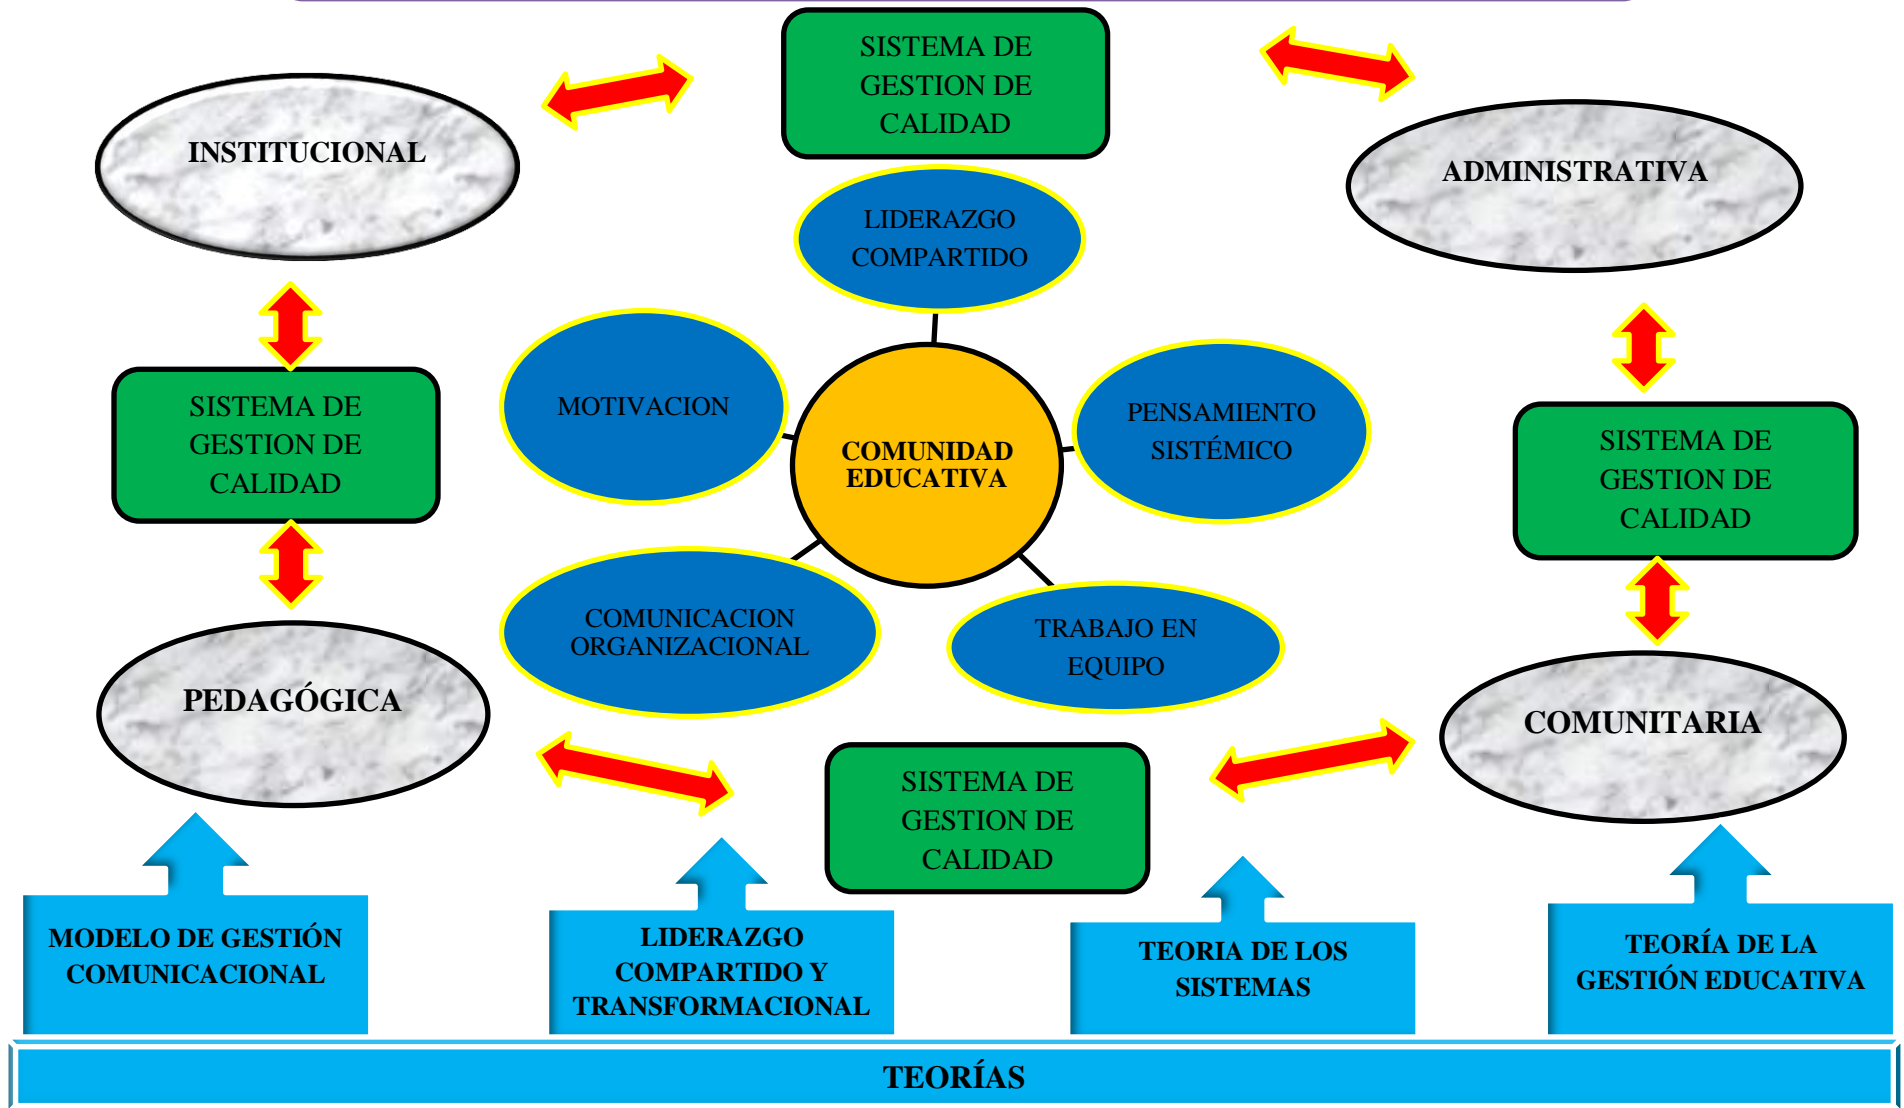 SISTEMA DE
GESTION DE
CALIDAD
INSTITUCIONAL
ADMINISTRATIVA
LIDERAZGO
COMPARTIDO
MOTIVACION
PENSAMIENTO
SISTÉMICO
SISTEMA DE
GESTION DE
CALIDAD
COMUNIDAD
EDUCATIVA
SISTEMA DE
GESTION DE
CALIDAD
COMUNICACION
ORGANIZACIONAL
TRABAJO EN
EQUIPO
PEDAGÓGICA
COMUNITARIA
SISTEMA DE
GESTION DE
CALIDAD
MODELO DE GESTIÓN
COMUNICACIONAL
LIDERAZGO
COMPARTIDO Y
TRANSFORMACIONAL
TEORIA DE LOS
SISTEMAS
TEORÍA DE LA
GESTIÓN EDUCATIVA
TEORÍAS